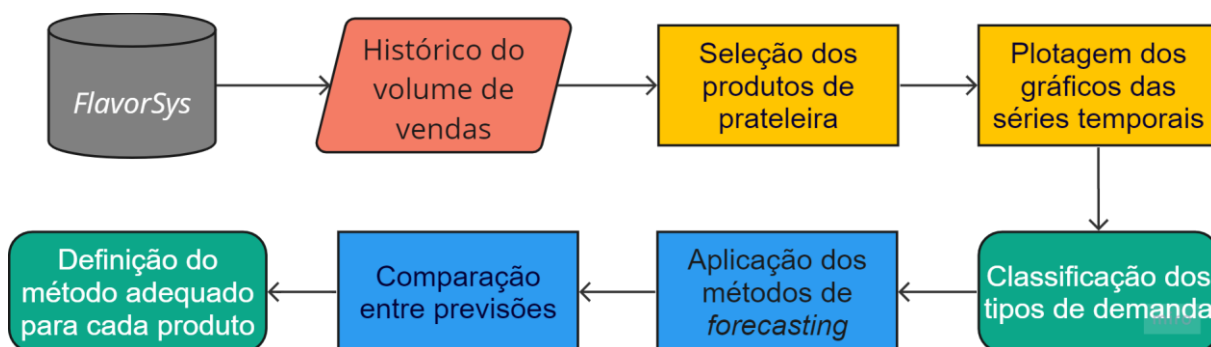 FlavorSys
Histórico do
volume de
vendas
Seleção dos
produtos de
prateleira
Plotagem dos
gráficos das
séries temporais
Classificação dos
tipos de demanda
Aplicação dos
métodos de
forecasting
Comparação
entre previsões
Definição do
método adequado
para cada produto